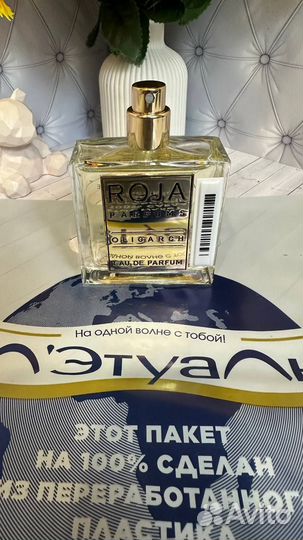 ROJA
PARFUMS
OLIGARCH
EAU DE PARFUM
На одной волне с тобой!
Л'ЭТУАЛЬ
ЭТОТ ПАКЕТ
НА 100% СДЕЛАН
ИЗ ПЕРЕРАБОТАННОГО
ПЛАСТИКА
Avito